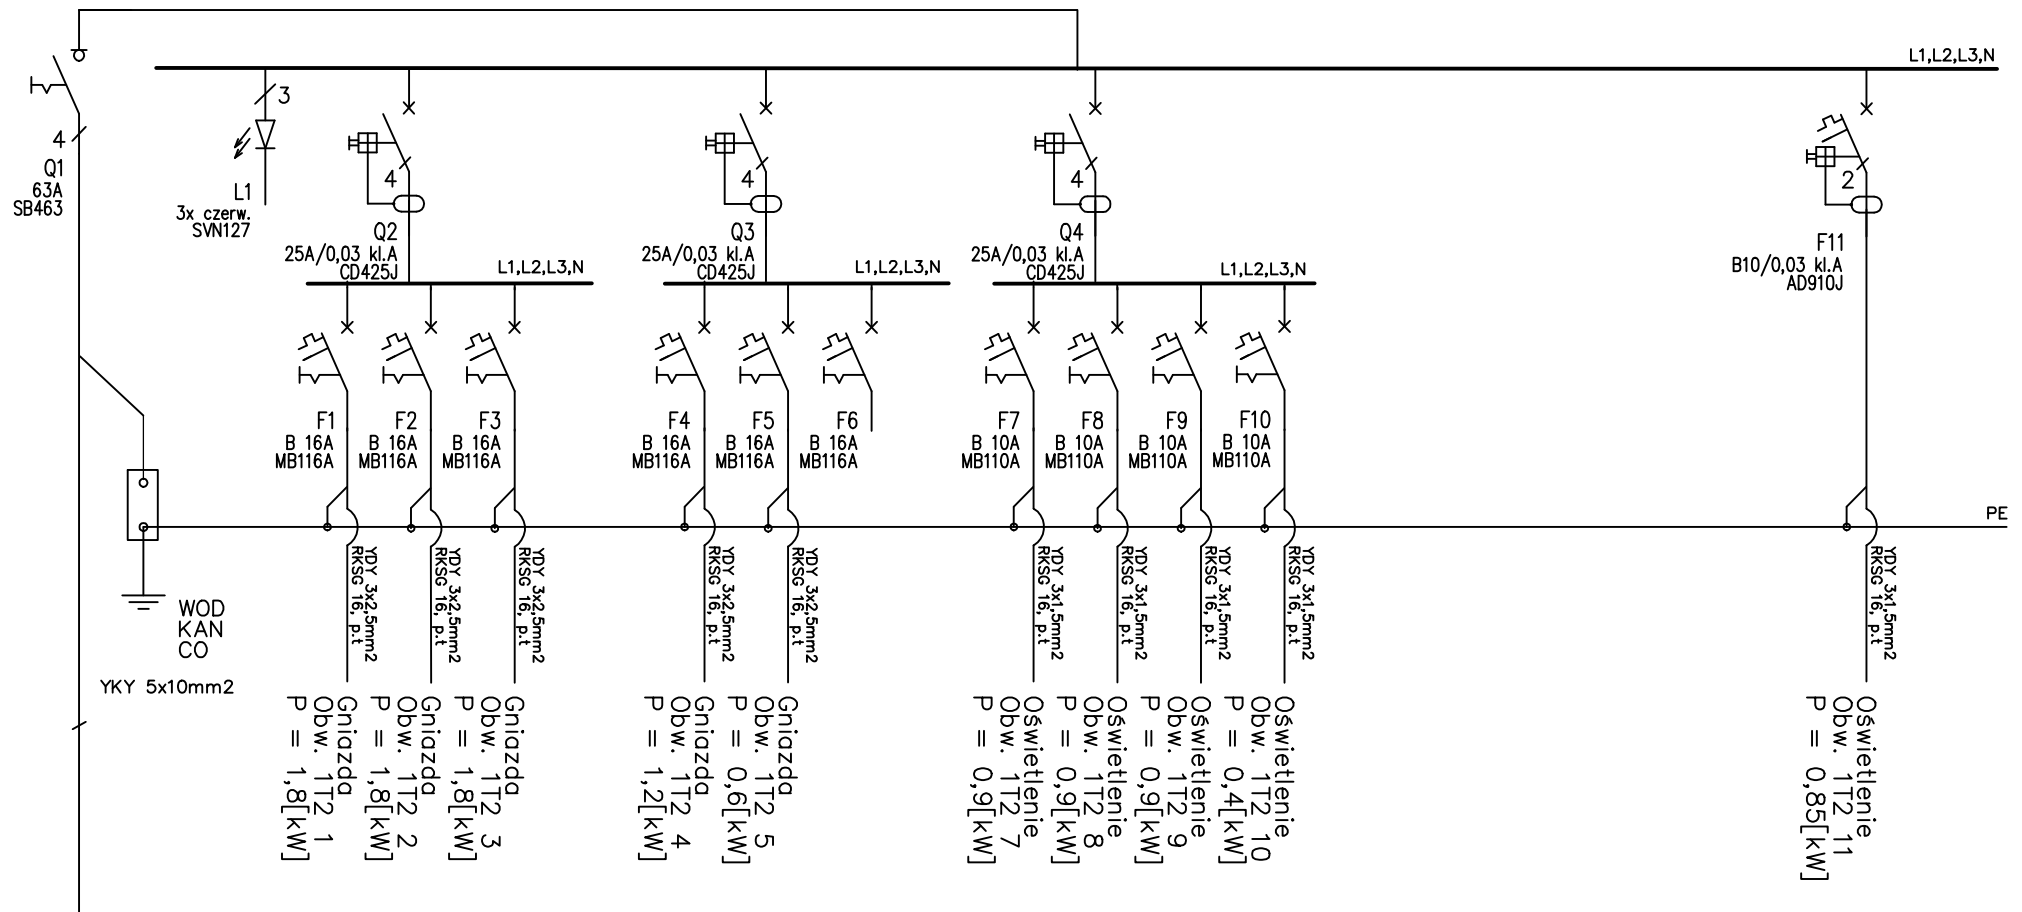 L1,L2,L3,N
3
4
Q1
63A
SB463
L1
3x czerw.
SVN127
4
Q2
25A/0,03 kl.A
CD425J
L1,L2,L3,N
4
Q3
25A/0,03 kl.A
CD425J
L1,L2,L3,N
4
Q4
25A/0,03 kl.A
CD425J
L1,L2,L3,N
2
F11
B10/0,03 kl.A
AD910J
F1
B 16A
MB116A
F2
B 16A
MB116A
F3
B 16A
MB116A
F4
B 16A
MB116A
F5
B 16A
MB116A
F6
B 16A
MB116A
F7
B 10A
MB110A
F8
B 10A
MB110A
F9
B 10A
MB110A
F10
B 10A
MB110A
PE
WOD
KAN
CO
YKY 5x10mm2
YDY 3x2,5mm2
RKSG 16, p.t
YDY 3x2,5mm2
RKSG 16, p.t
YDY 3x2,5mm2
RKSG 16, p.t
YDY 3x2,5mm2
RKSG 16, p.t
YDY 3x2,5mm2
RKSG 16, p.t
YDY 3x1,5mm2
RKSG 16, p.t
YDY 3x1,5mm2
RKSG 16, p.t
YDY 3x1,5mm2
RKSG 16, p.t
YDY 3x1,5mm2
RKSG 16, p.t
YDY 3x1,5mm2
RKSG 16, p.t
Gniazda
Obw. 1T2 1
P = 1,8[kW]
Gniazda
Obw. 1T2 2
P = 1,8[kW]
Gniazda
Obw. 1T2 3
P = 1,8[kW]
Gniazda
Obw. 1T2 4
P = 1,2[kW]
Gniazda
Obw. 1T2 5
P = 0,6[kW]
Oświetlenie
Obw. 1T2 7
P = 0,9[kW]
Oświetlenie
Obw. 1T2 8
P = 0,9[kW]
Oświetlenie
Obw. 1T2 9
P = 0,9[kW]
Oświetlenie
Obw. 1T2 10
P = 0,4[kW]
Oświetlenie
Obw. 1T2 11
P = 0,85[kW]